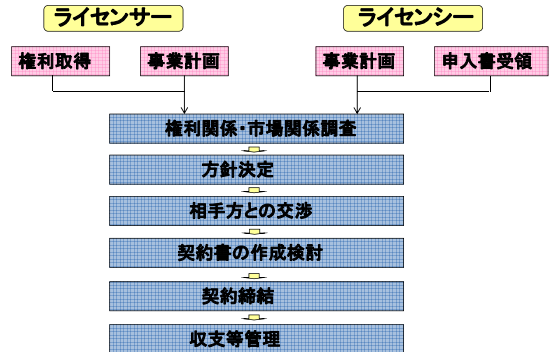 ライセンサー
ライセンシー
権利取得
事業計画
事業計画
申入書受領
権利関係・市場関係調査
方針決定
相手方との交渉
契約書の作成検討
契約締結
収支等管理